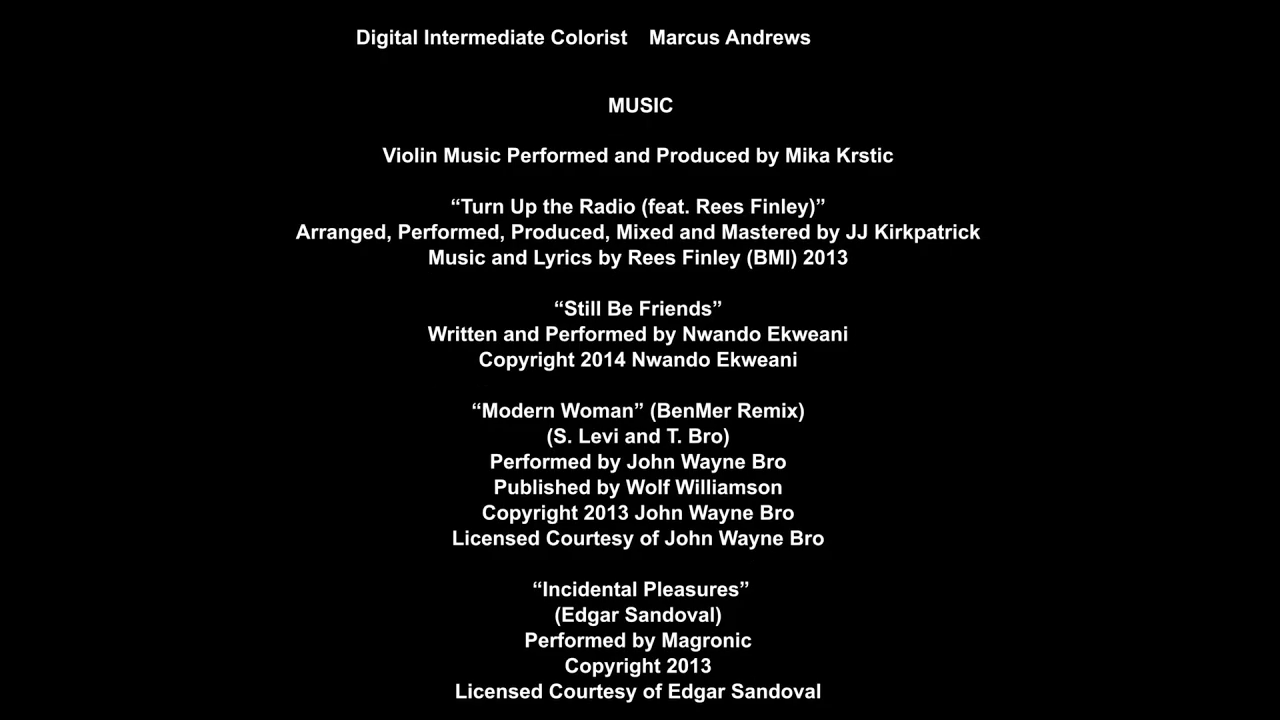 Digital Intermediate Colorist Marcus Andrews
MUSIC
Violin Music Performed and Produced by Mika Krstic
“Turn Up the Radio (feat. Rees Finley)”
Arranged, Performed, Produced, Mixed and Mastered by JJ Kirkpatrick
Music and Lyrics by Rees Finley (BMI) 2013
“Still Be Friends”
Written and Performed by Nwando Ekweani
Copyright 2014 Nwando Ekweani
“Modern Woman” (BenMer Remix)
(S. Levi and T. Bro)
Performed by John Wayne Bro
Published by Wolf Williamson
Copyright 2013 John Wayne Bro
Licensed Courtesy of John Wayne Bro
“Incidental Pleasures”
(Edgar Sandoval)
Performed by Magronic
Copyright 2013
Licensed Courtesy of Edgar Sandoval